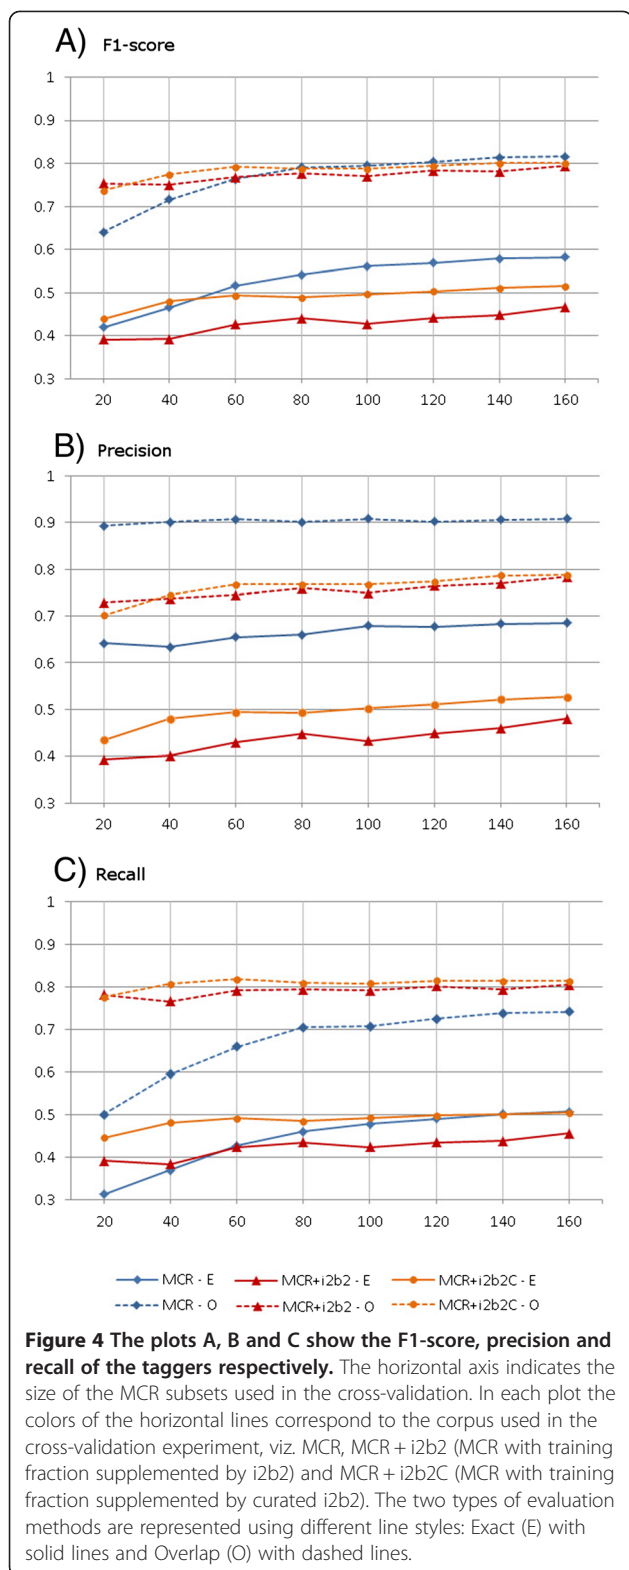 A) F1-score
1
0.9
0.8
0.7
0.6
0.5
0.4
0.3
20 40 60 80 100 120 140 160
B) Precision
1
0.9
0.8
0.7
0.6
0.5
0.4
0.3
20 40 60 80 100 120 140 160
C) Recall
1
0.9
0.8
0.7
0.6
0.5
0.4
0.3
20 40 60 80 100 120 140 160
MCR - E MCR+i2b2 - E MCR+i2b2C - E
MCR - O MCR+i2b2 - O MCR+i2b2C - O
Figure 4 The plots A, B and C show the F1-score, precision and
recall of the taggers respectively. The horizontal axis indicates the
size of the MCR subsets used in the cross-validation. In each plot the
colors of the horizontal lines correspond to the corpus used in the
cross-validation experiment, viz. MCR, MCR + i2b2 (MCR with training
fraction supplemented by i2b2) and MCR + i2b2C (MCR with training
fraction supplemented by curated i2b2). The two types of evaluation
methods are represented using different line styles: Exact (E) with
solid lines and Overlap (O) with dashed lines.